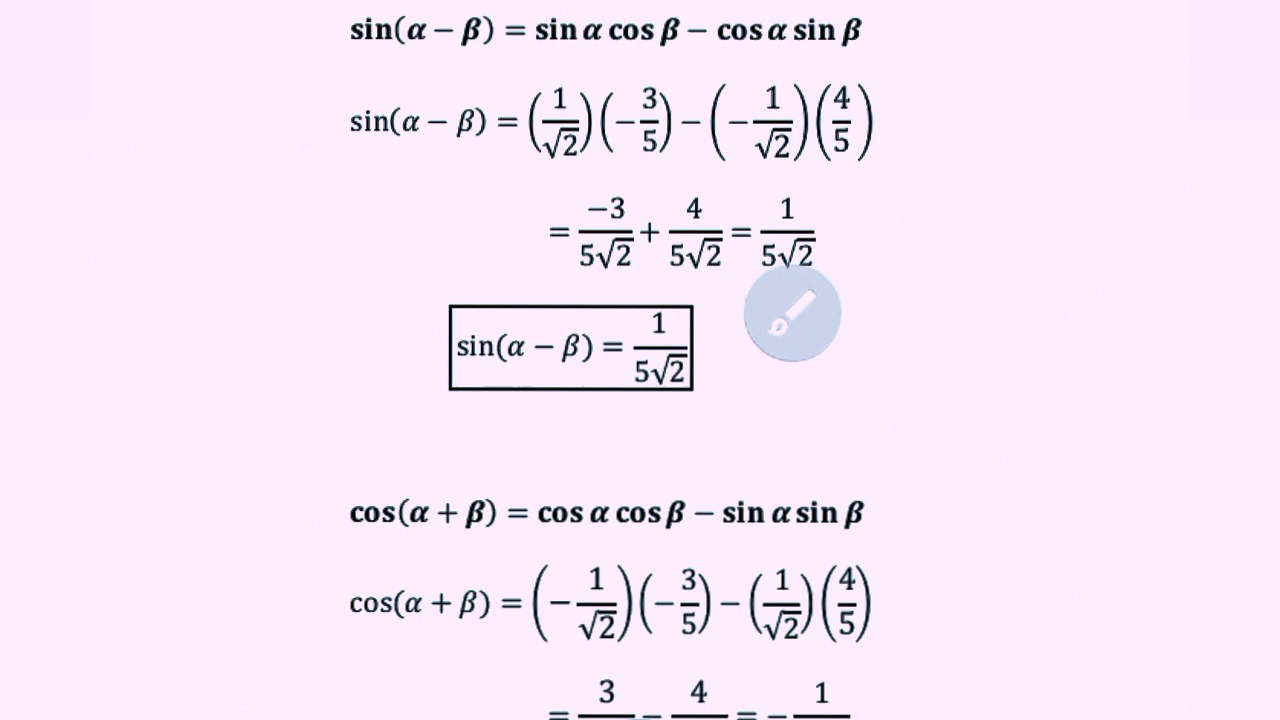 sin(α − β) = sin α cos β − cos α sin β
sin(α − β) = (1/√2)(−3/5) − (−1/√2)(4/5)
= −3/5√2 + 4/5√2 = 1/5√2
sin(α − β) = 1/5√2
cos(α + β) = cos α cos β − sin α sin β
cos(α + β) = (−1/√2)(−3/5) − (1/√2)(4/5)
= 3 − 4 = − 1